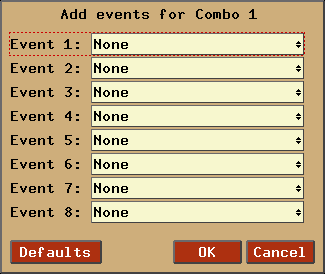 Add events for Combo 1
Event 1: None
Event 2: None
Event 3: None
Event 4: None
Event 5: None
Event 6: None
Event 7: None
Event 8: None
Defaults OK Cancel